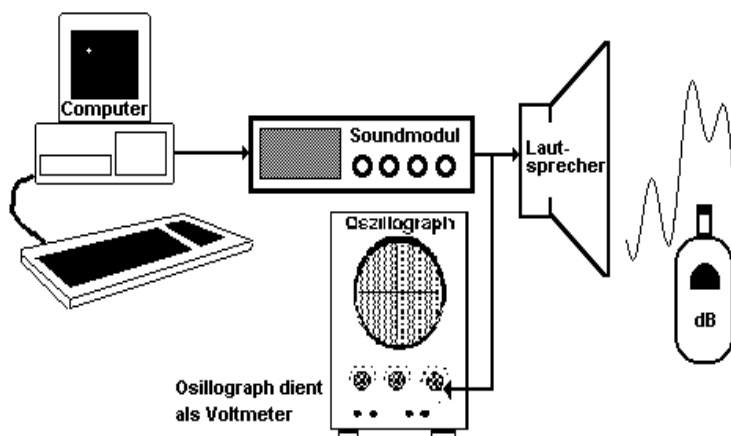 Computer
Soundmodul
Laut-
sprecher
Oszillograph
dB
Osillograph dient
als Voltmeter